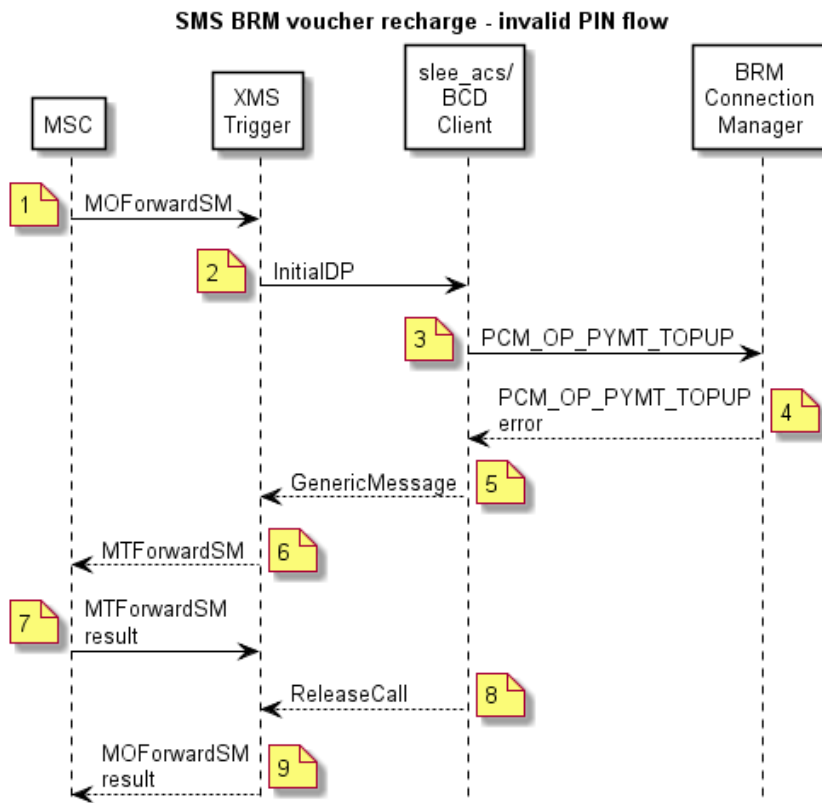 SMS BRM voucher recharge - invalid PIN flow
MSC
XMS
Trigger
slee_acs/
BCD
Client
BRM
Connection
Manager
1
MOForwardSM
2
InitialDP
3
PCM_OP_PYMT_TOPUP
PCM_OP_PYMT_TOPUP
error
4
GenericMessage
5
MTForwardSM
6
7
MTForwardSM
result
ReleaseCall
8
MOForwardSM
result
9